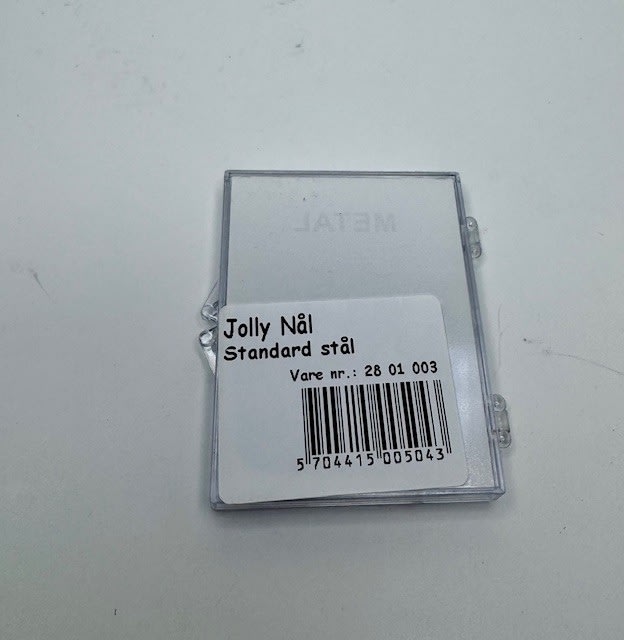 METAL
Jolly Nål
Standard stål
Vare nr.: 28 01 003
5 704415 005043